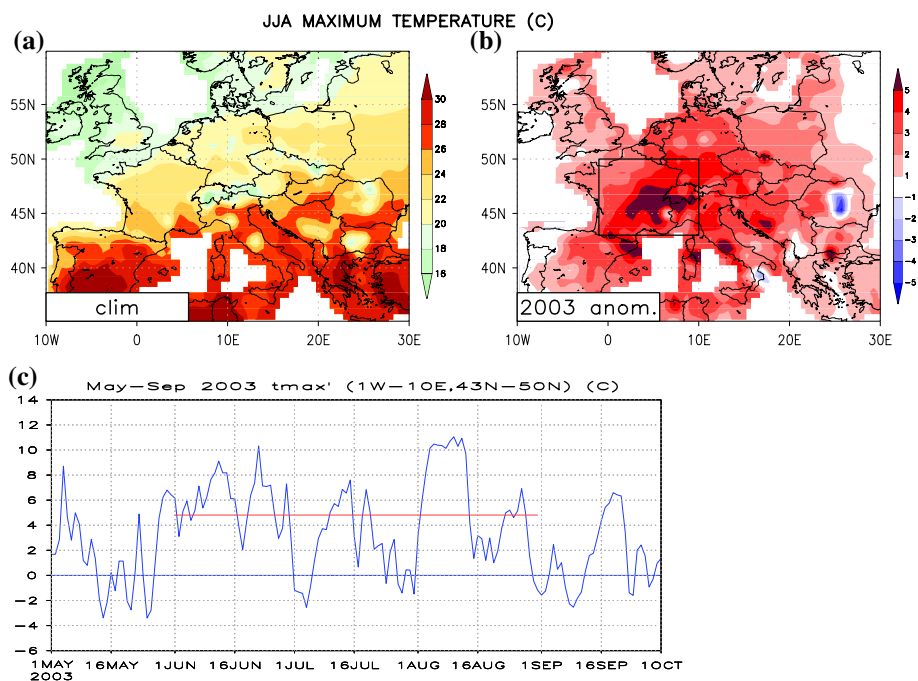 JJA MAXIMUM TEMPERATURE (C)
(a)
(b)
55N
50N
45N
40N
10W 0 10E 20E 30E
clim
30
28
26
24
22
20
18
16
55N
50N
45N
40N
10W 0 10E 20E 30E
2003 anom.
5
4
3
2
1
-1
-2
-3
-4
-5
(c)
May-Sep 2003 tmax' (1W-10E,43N-50N) (C)
14
12
10
8
6
4
2
0
-2
-4
-6
1MAY 16MAY 1JUN 16JUN 1JUL 16JUL 1AUG 16AUG 1SEP 16SEP 1OCT
2003